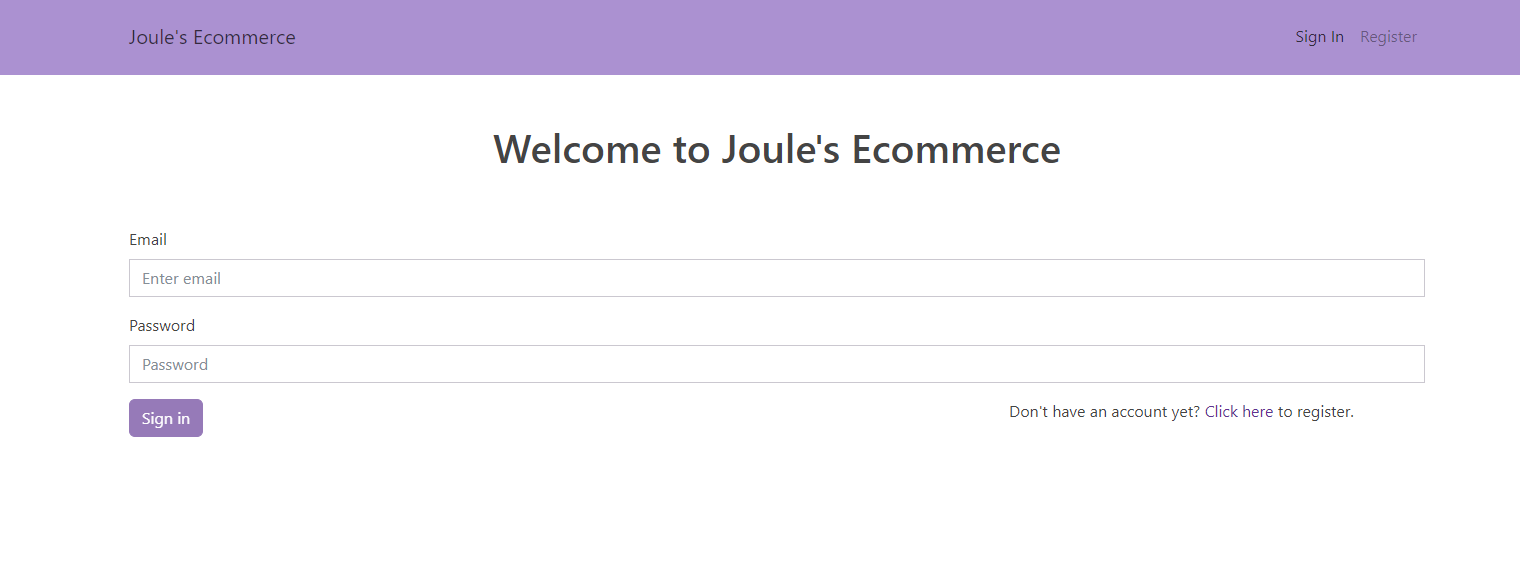 Joule's Ecommerce
Sign In Register
Welcome to Joule's Ecommerce
Email
Enter email
Password
Password
Sign in
Don't have an account yet? Click here to register.